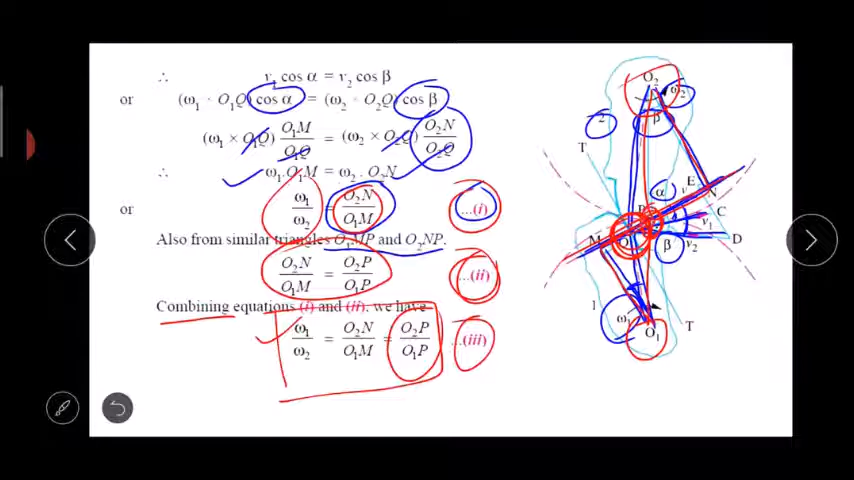 ∴ v₁ cos α = v₂ cos β
or (ω₁ × O₁Q) cos α = (ω₂ × O₂Q) cos β
(ω₁ × O₁Q) O₁M/O₁Q = (ω₂ × O₂Q) O₂N/O₂Q
∴ ω₁. O₁M = ω₂ . O₂N
or ω₁/ω₂ = O₂N/O₁M ...(i)
Also from similar triangles O₁MP and O₂NP,
O₂N/O₁M = O₂P/O₁P ...(ii)
Combining equations (i) and (ii), we have
ω₁/ω₂ = O₂N/O₁M = O₂P/O₁P ...(iii)
O₂
ω₂
2
β
T
α
E
N
P
C
v₁
M
β
v₂
D
1
ω₁
O₁
T